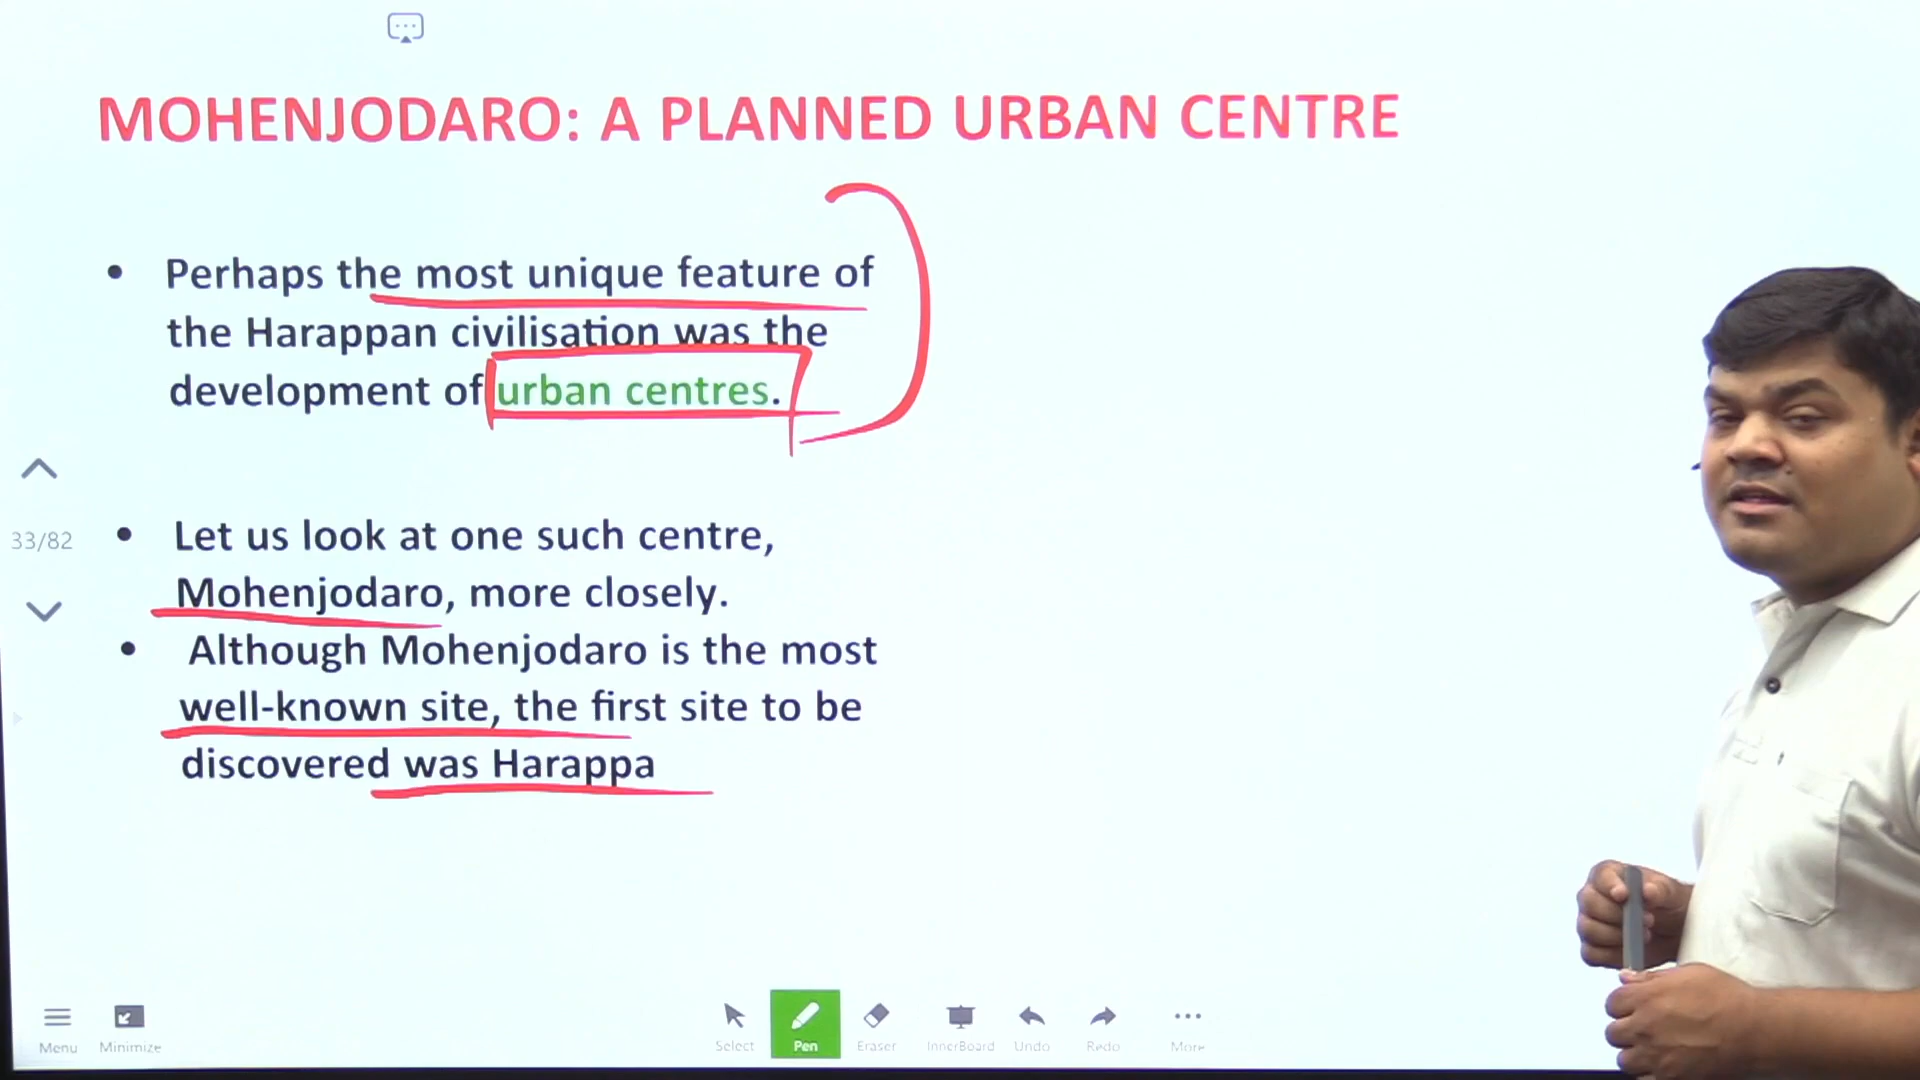 MOHENJODARO: A PLANNED URBAN CENTRE
• Perhaps the most unique feature of
the Harappan civilisation was the
development of urban centres.
33/82
• Let us look at one such centre,
Mohenjodaro, more closely.
• Although Mohenjodaro is the most
well-known site, the first site to be
discovered was Harappa
Menu
Minimize
Select
Pen
Eraser
InnerBoard
Undo
Redo
More